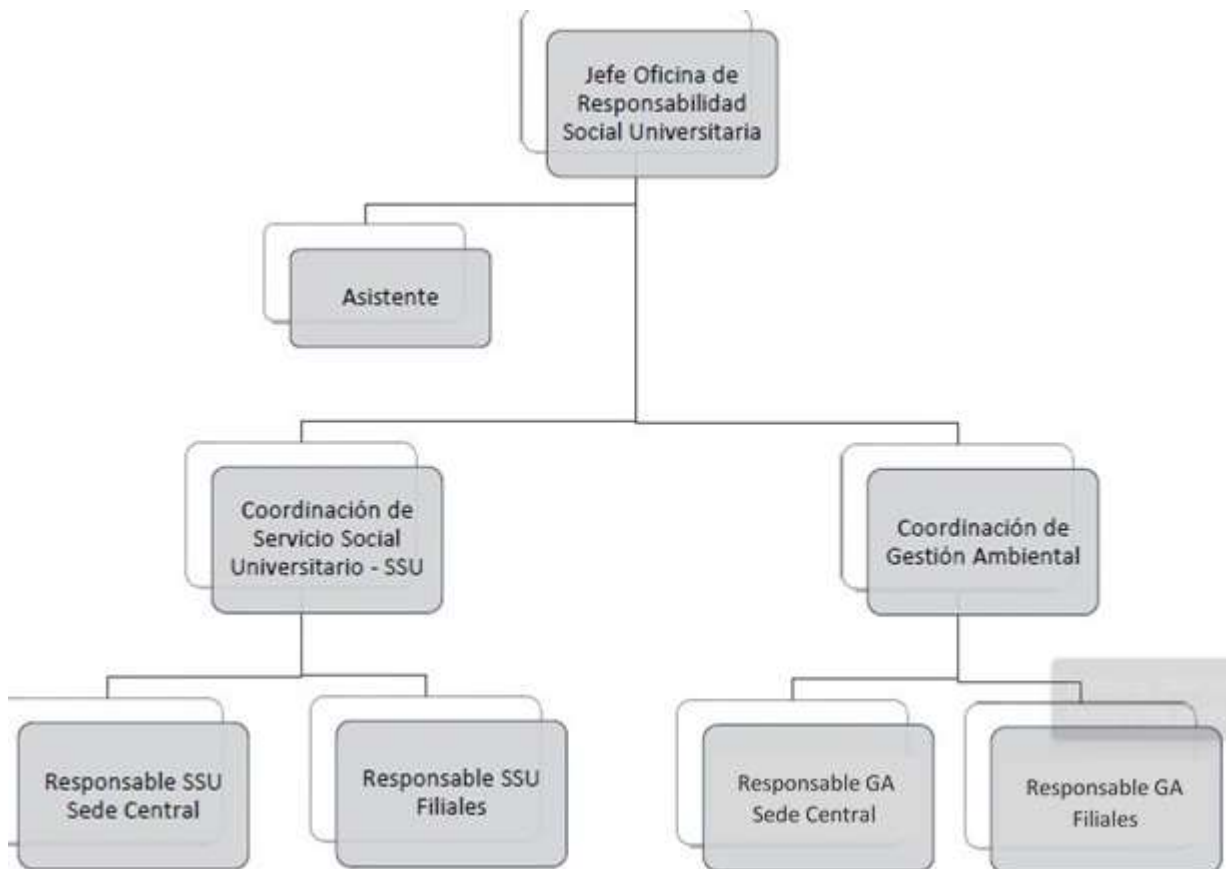 Jefe Oficina de
Responsabilidad
Social Universitaria
Asistente
Coordinación de
Servicio Social
Universitario - SSU
Coordinación de
Gestión Ambiental
Responsable SSU
Sede Central
Responsable SSU
Filiales
Responsable GA
Sede Central
Responsable GA
Filiales